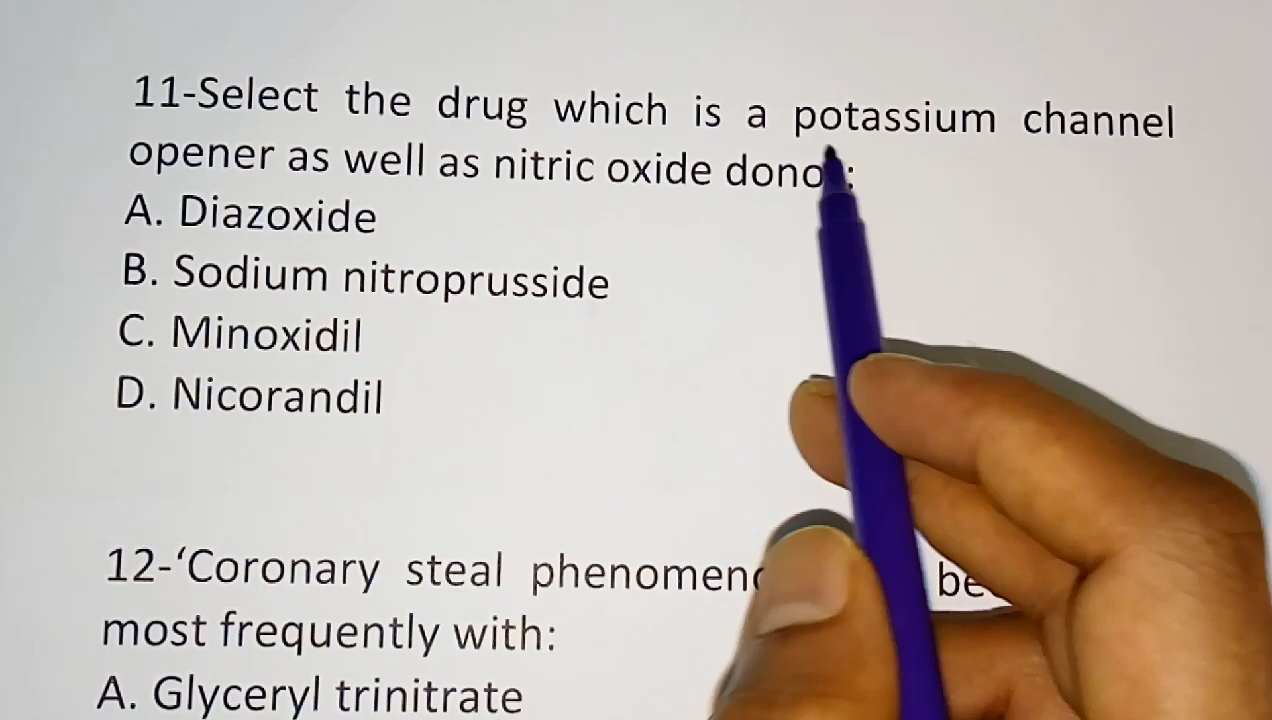 11-Select the drug which is a potassium channel
opener as well as nitric oxide dono :
A. Diazoxide
B. Sodium nitroprusside
C. Minoxidil
D. Nicorandil
12-‘Coronary steal phenomen be
most frequently with:
A. Glyceryl trinitrate